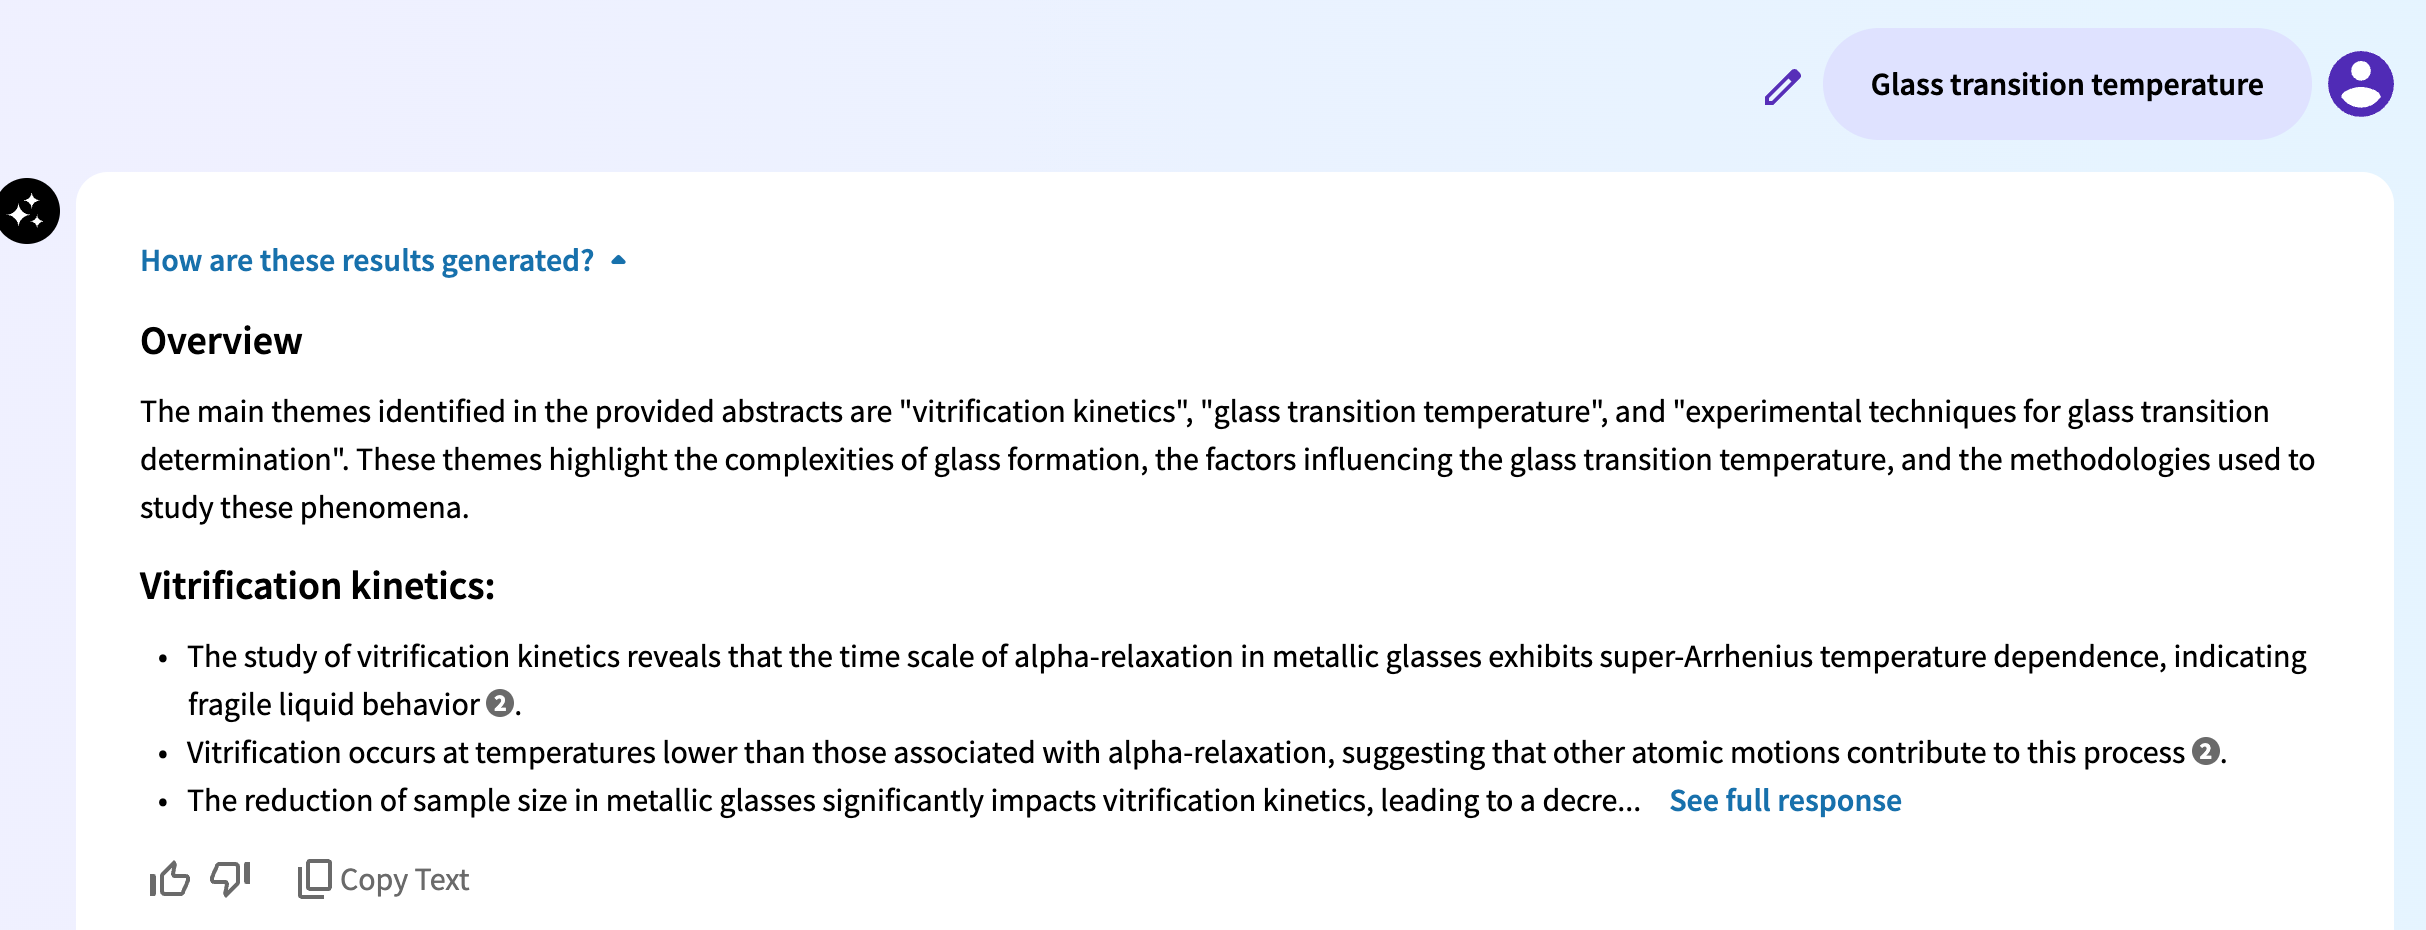 Glass transition temperature
How are these results generated?
Overview
The main themes identified in the provided abstracts are "vitrification kinetics", "glass transition temperature", and "experimental techniques for glass transition
determination". These themes highlight the complexities of glass formation, the factors influencing the glass transition temperature, and the methodologies used to
study these phenomena.
Vitrification kinetics:
• The study of vitrification kinetics reveals that the time scale of alpha-relaxation in metallic glasses exhibits super-Arrhenius temperature dependence, indicating
fragile liquid behavior 2.
• Vitrification occurs at temperatures lower than those associated with alpha-relaxation, suggesting that other atomic motions contribute to this process 2.
• The reduction of sample size in metallic glasses significantly impacts vitrification kinetics, leading to a decre... See full response
Copy Text